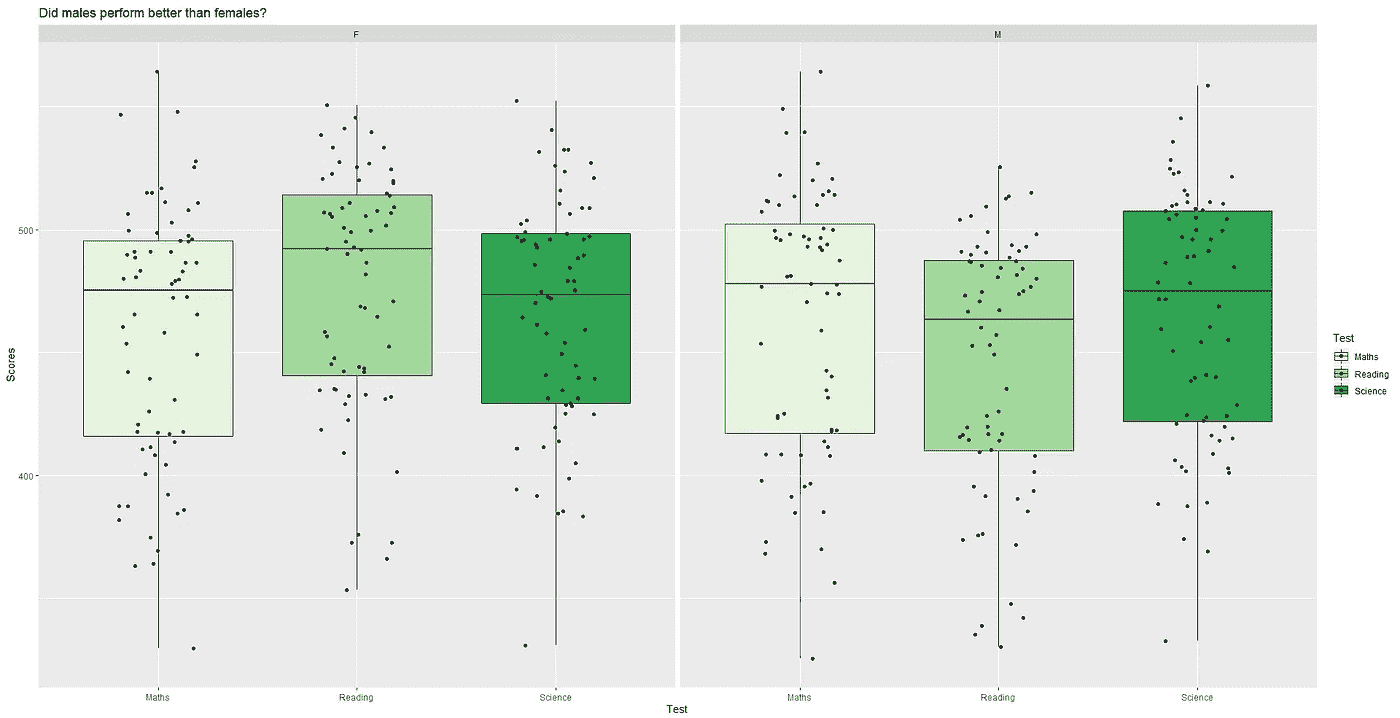 Did males perform better than females?
F
M
500
400
Scores
Maths
Reading
Science
Maths
Reading
Science
Test
Test
Maths
Reading
Science